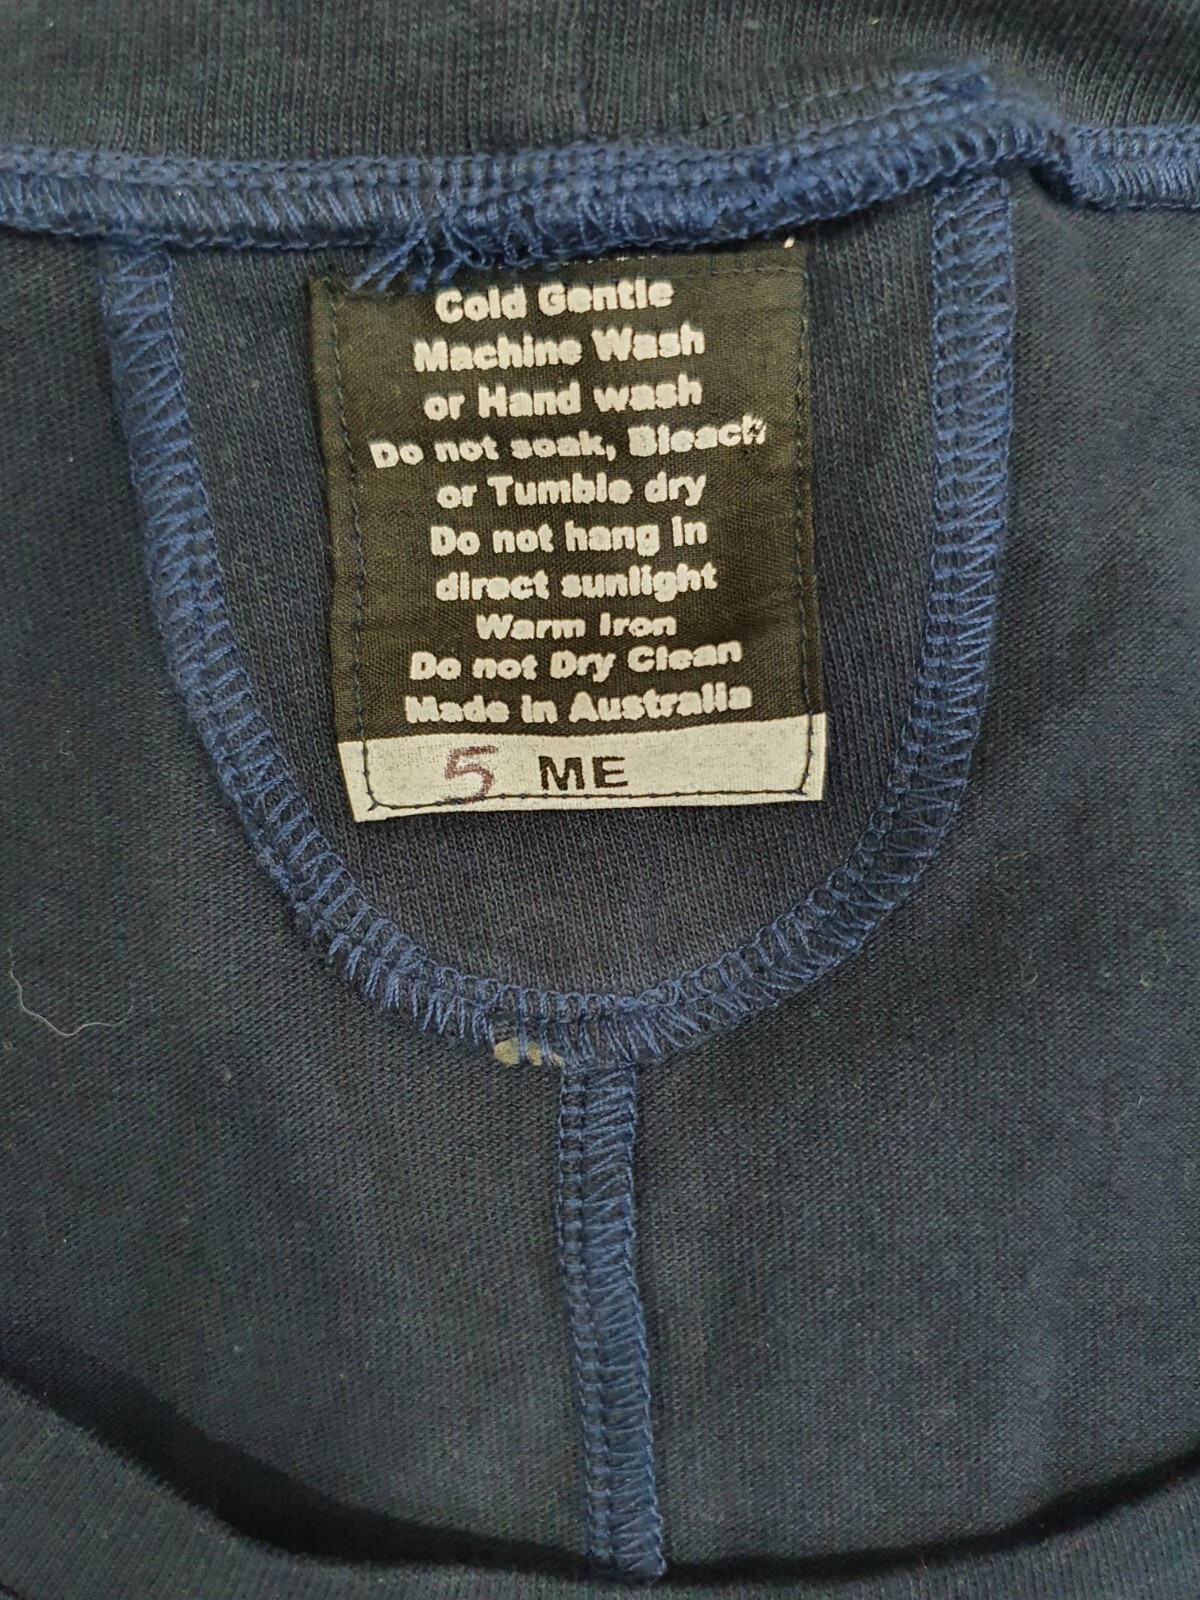 Cold Gentle
Machine Wash
or Hand wash
Do not soak, Bleach
or Tumble dry
Do not hang in
direct sunlight
Warm Iron
Do not Dry Clean
Made in Australia
5 ME